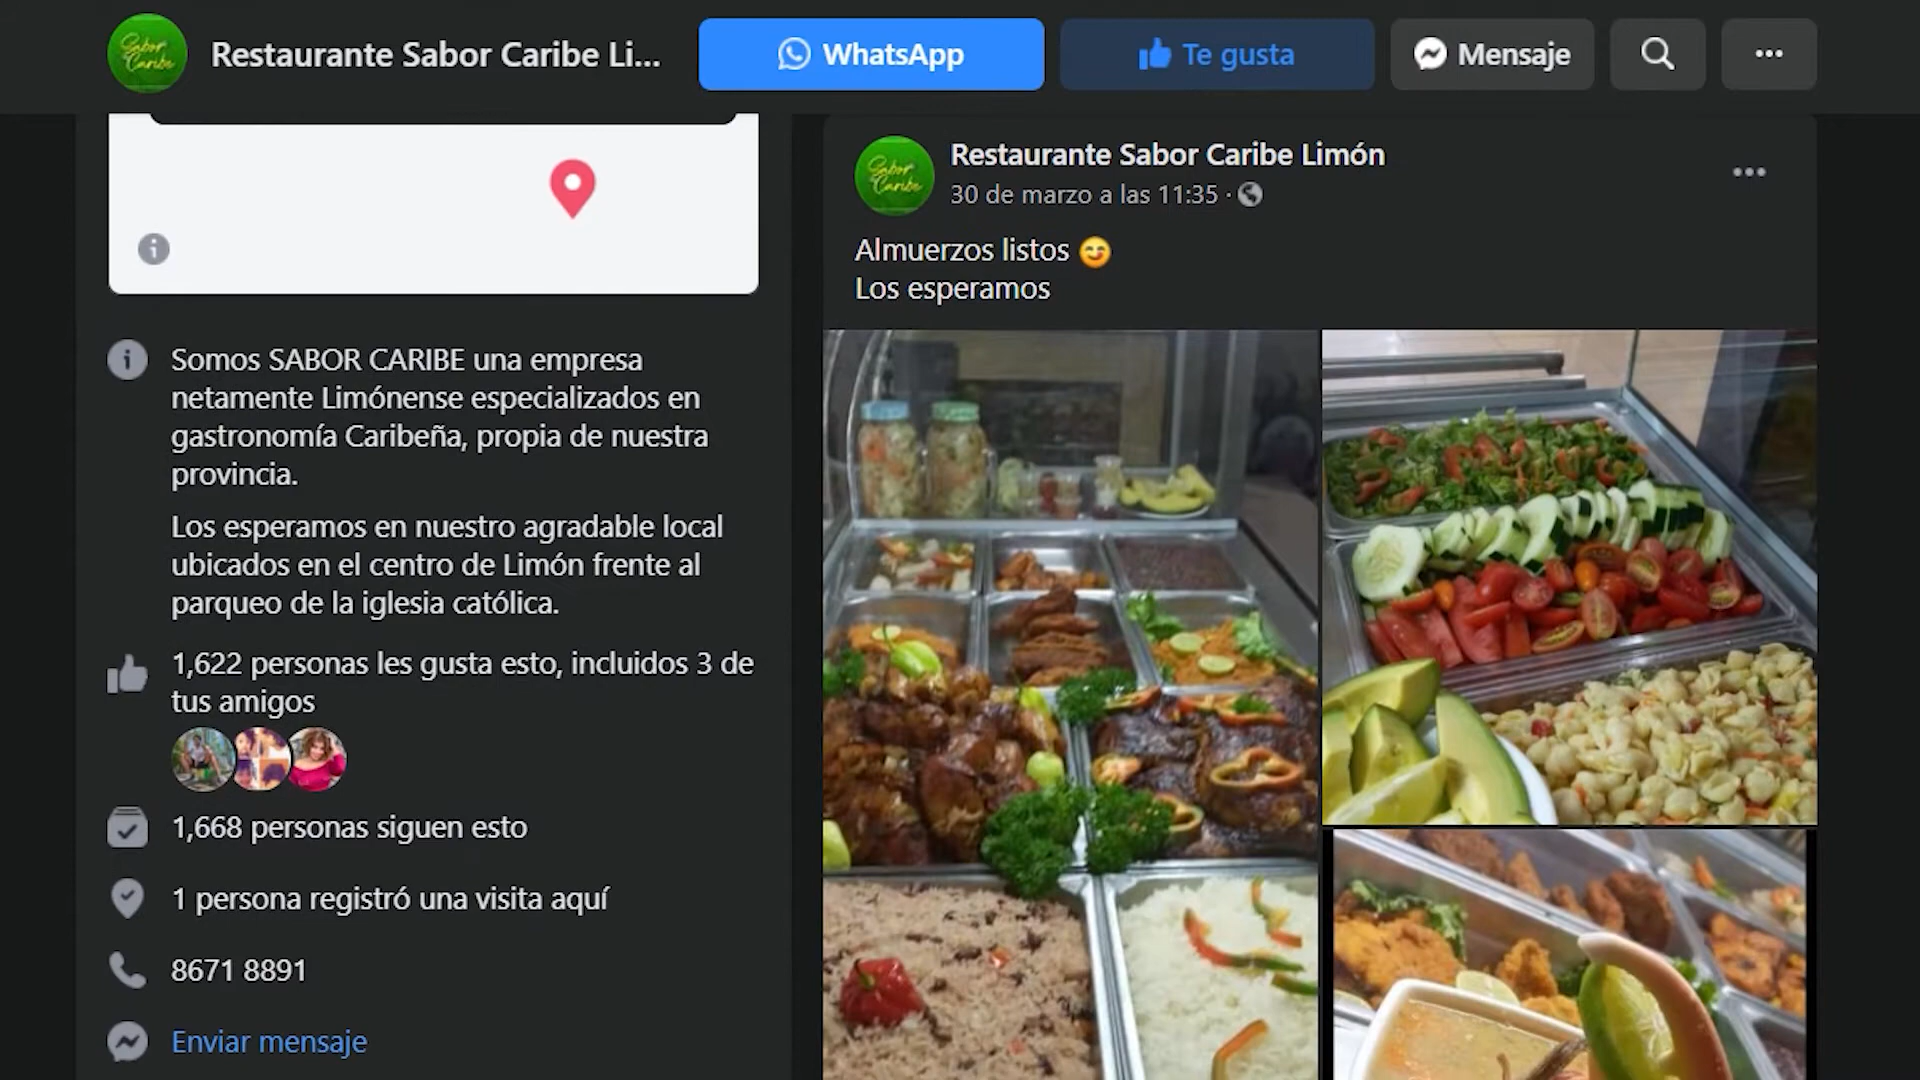 Sabor
Caribe
Restaurante Sabor Caribe Li...
WhatsApp
Te gusta
Mensaje
Somos SABOR CARIBE una empresa
netamente Limónense especializados en
gastronomía Caribeña, propia de nuestra
provincia.
Los esperamos en nuestro agradable local
ubicados en el centro de Limón frente al
parqueo de la iglesia católica.
1,622 personas les gusta esto, incluidos 3 de
tus amigos
1,668 personas siguen esto
1 persona registró una visita aquí
8671 8891
Enviar mensaje
Sabor
Caribe
Restaurante Sabor Caribe Limón
30 de marzo a las 11:35 ·
Almuerzos listos 😋
Los esperamos